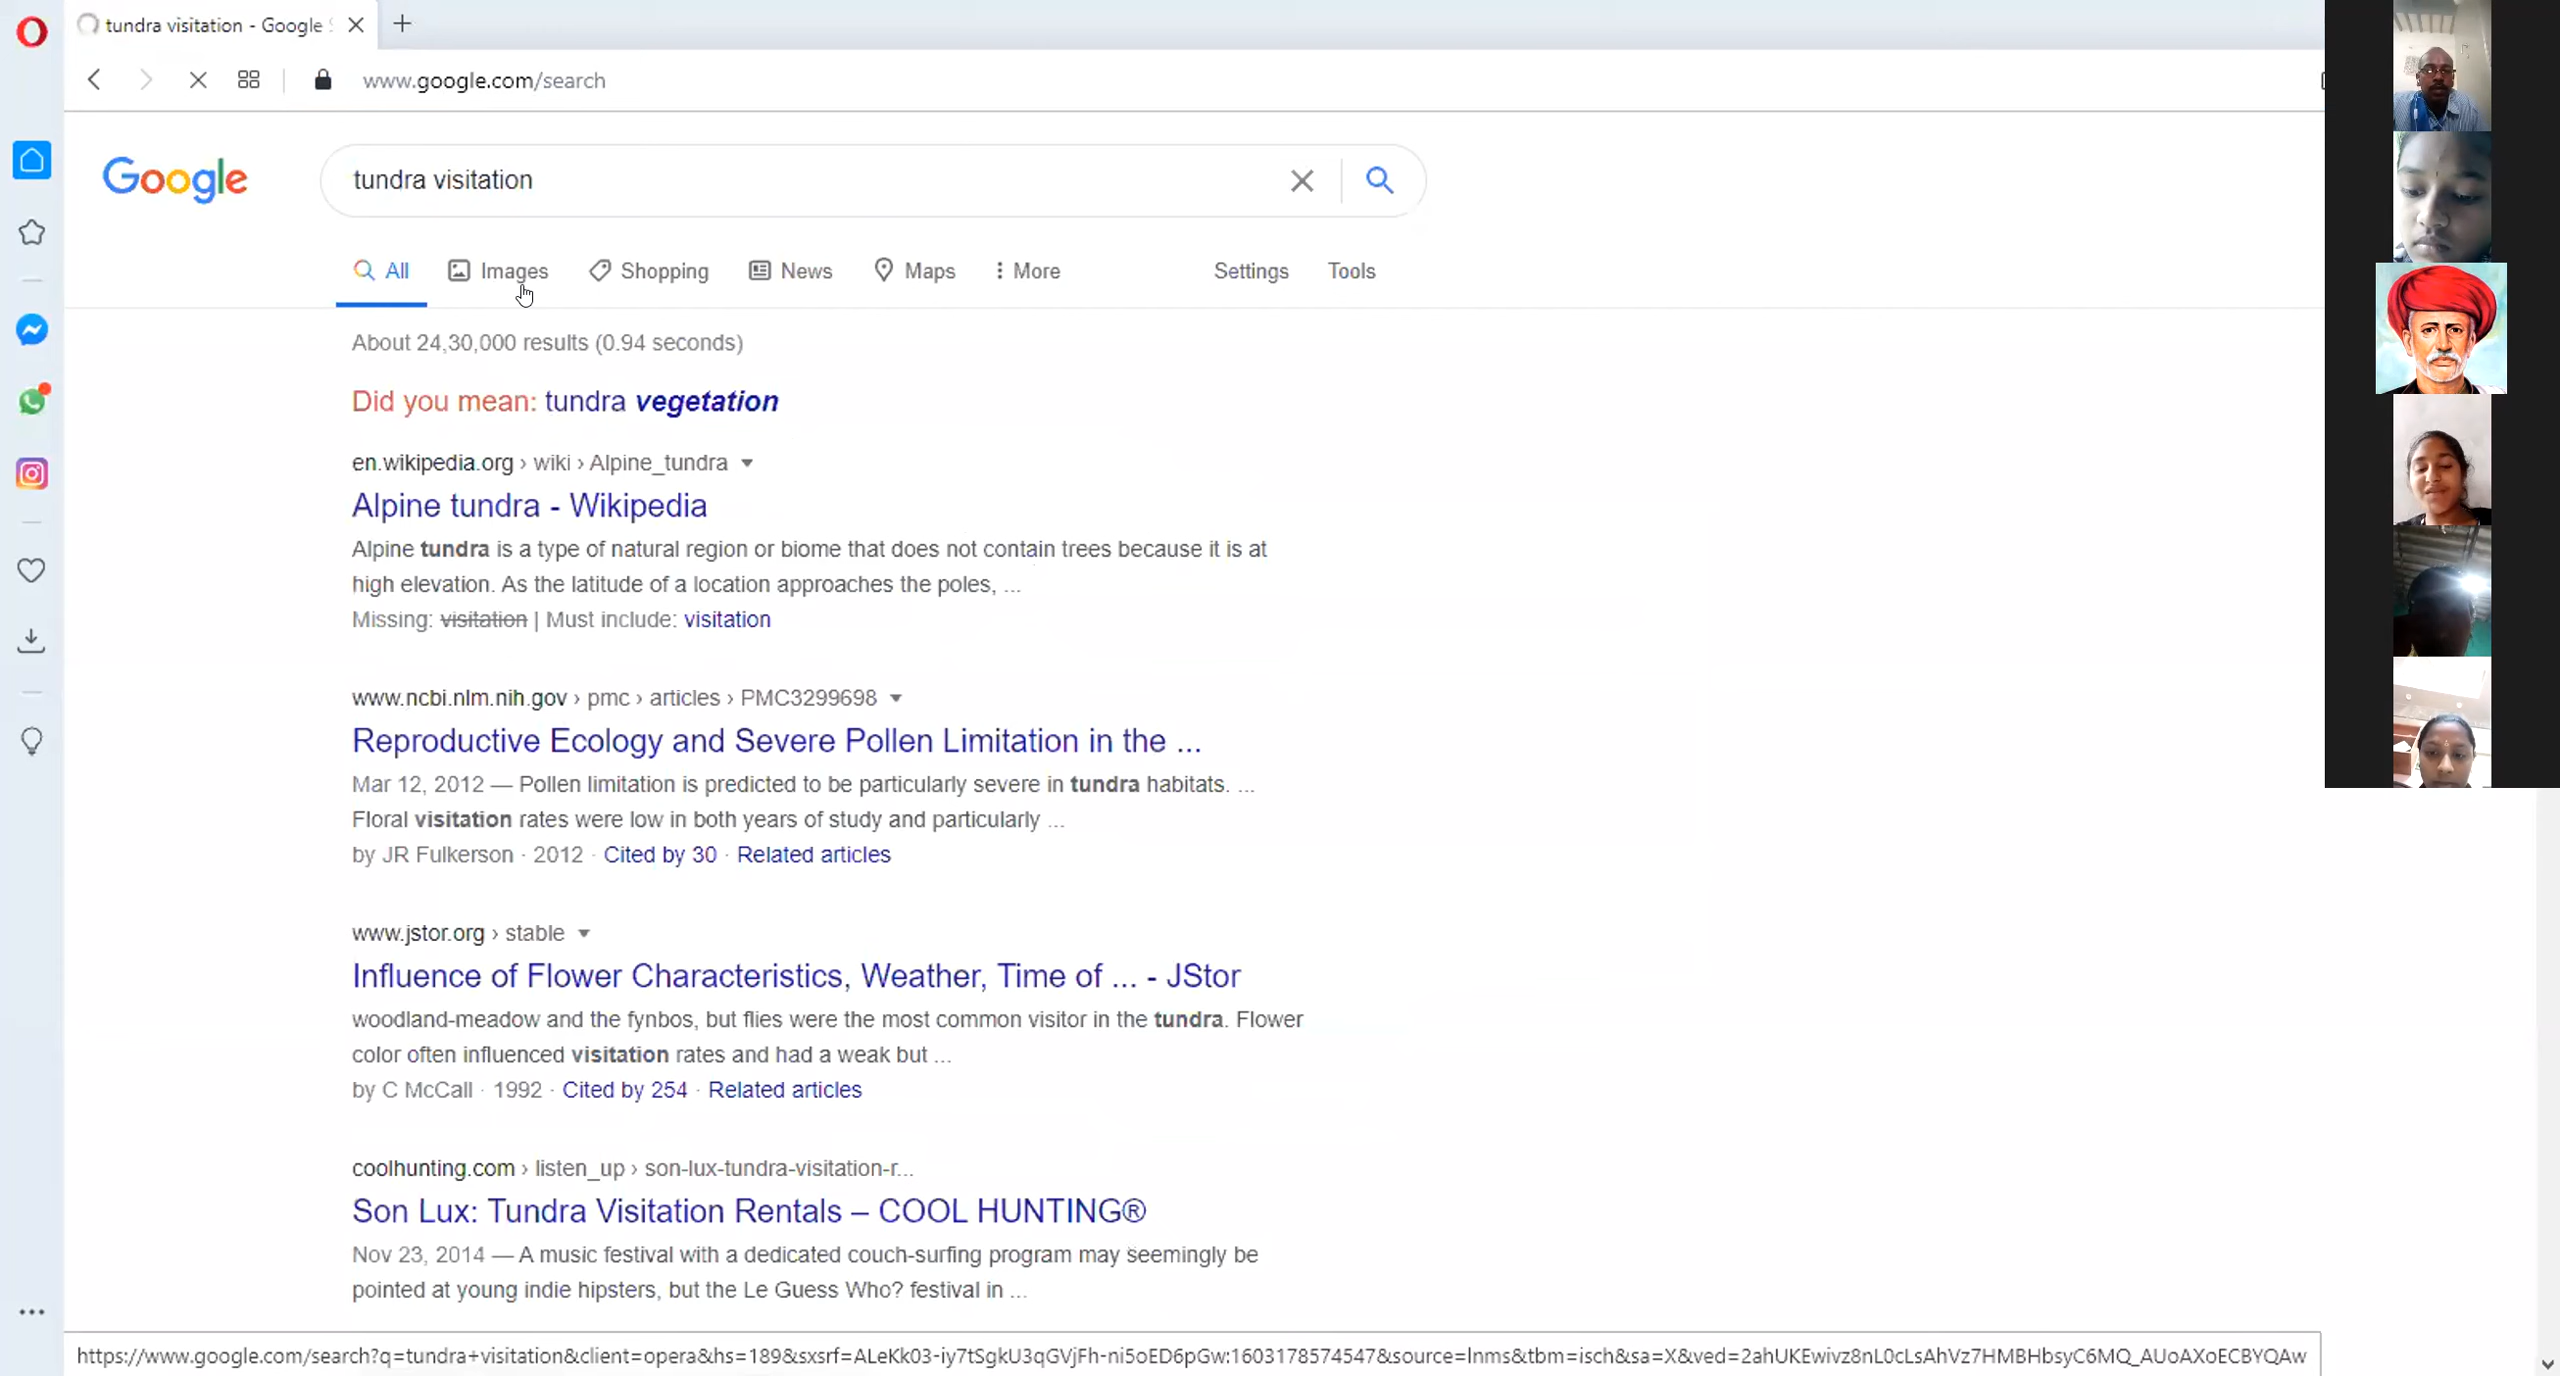 tundra visitation - Google
www.google.com/search
Google
tundra visitation
All Images Shopping News Maps More Settings Tools
About 24,30,000 results (0.94 seconds)
Did you mean: tundra vegetation
en.wikipedia.org › wiki › Alpine_tundra
Alpine tundra - Wikipedia
Alpine tundra is a type of natural region or biome that does not contain trees because it is at
high elevation. As the latitude of a location approaches the poles, ...
Missing: visitation | Must include: visitation
www.ncbi.nlm.nih.gov › pmc › articles › PMC3299698
Reproductive Ecology and Severe Pollen Limitation in the ...
Mar 12, 2012 — Pollen limitation is predicted to be particularly severe in tundra habitats. ...
Floral visitation rates were low in both years of study and particularly ...
by JR Fulkerson · 2012 · Cited by 30 · Related articles
www.jstor.org › stable
Influence of Flower Characteristics, Weather, Time of ... - JStor
woodland-meadow and the fynbos, but flies were the most common visitor in the tundra. Flower
color often influenced visitation rates and had a weak but ...
by C McCall · 1992 · Cited by 254 · Related articles
coolhunting.com › listen_up › son-lux-tundra-visitation-r...
Son Lux: Tundra Visitation Rentals – COOL HUNTING®
Nov 23, 2014 — A music festival with a dedicated couch-surfing program may seemingly be
pointed at young indie hipsters, but the Le Guess Who? festival in ...
https://www.google.com/search?q=tundra+visitation&client=opera&hs=189&sxsrf=ALeKk03-iy7tSgkU3qGVjFh-ni5oED6pGw:1603178574547&source=lnms&tbm=isch&sa=X&ved=2ahUKEwivz8nL0cLsAhVz7HMBHbsyC6MQ_AUoAXoECBYQAw